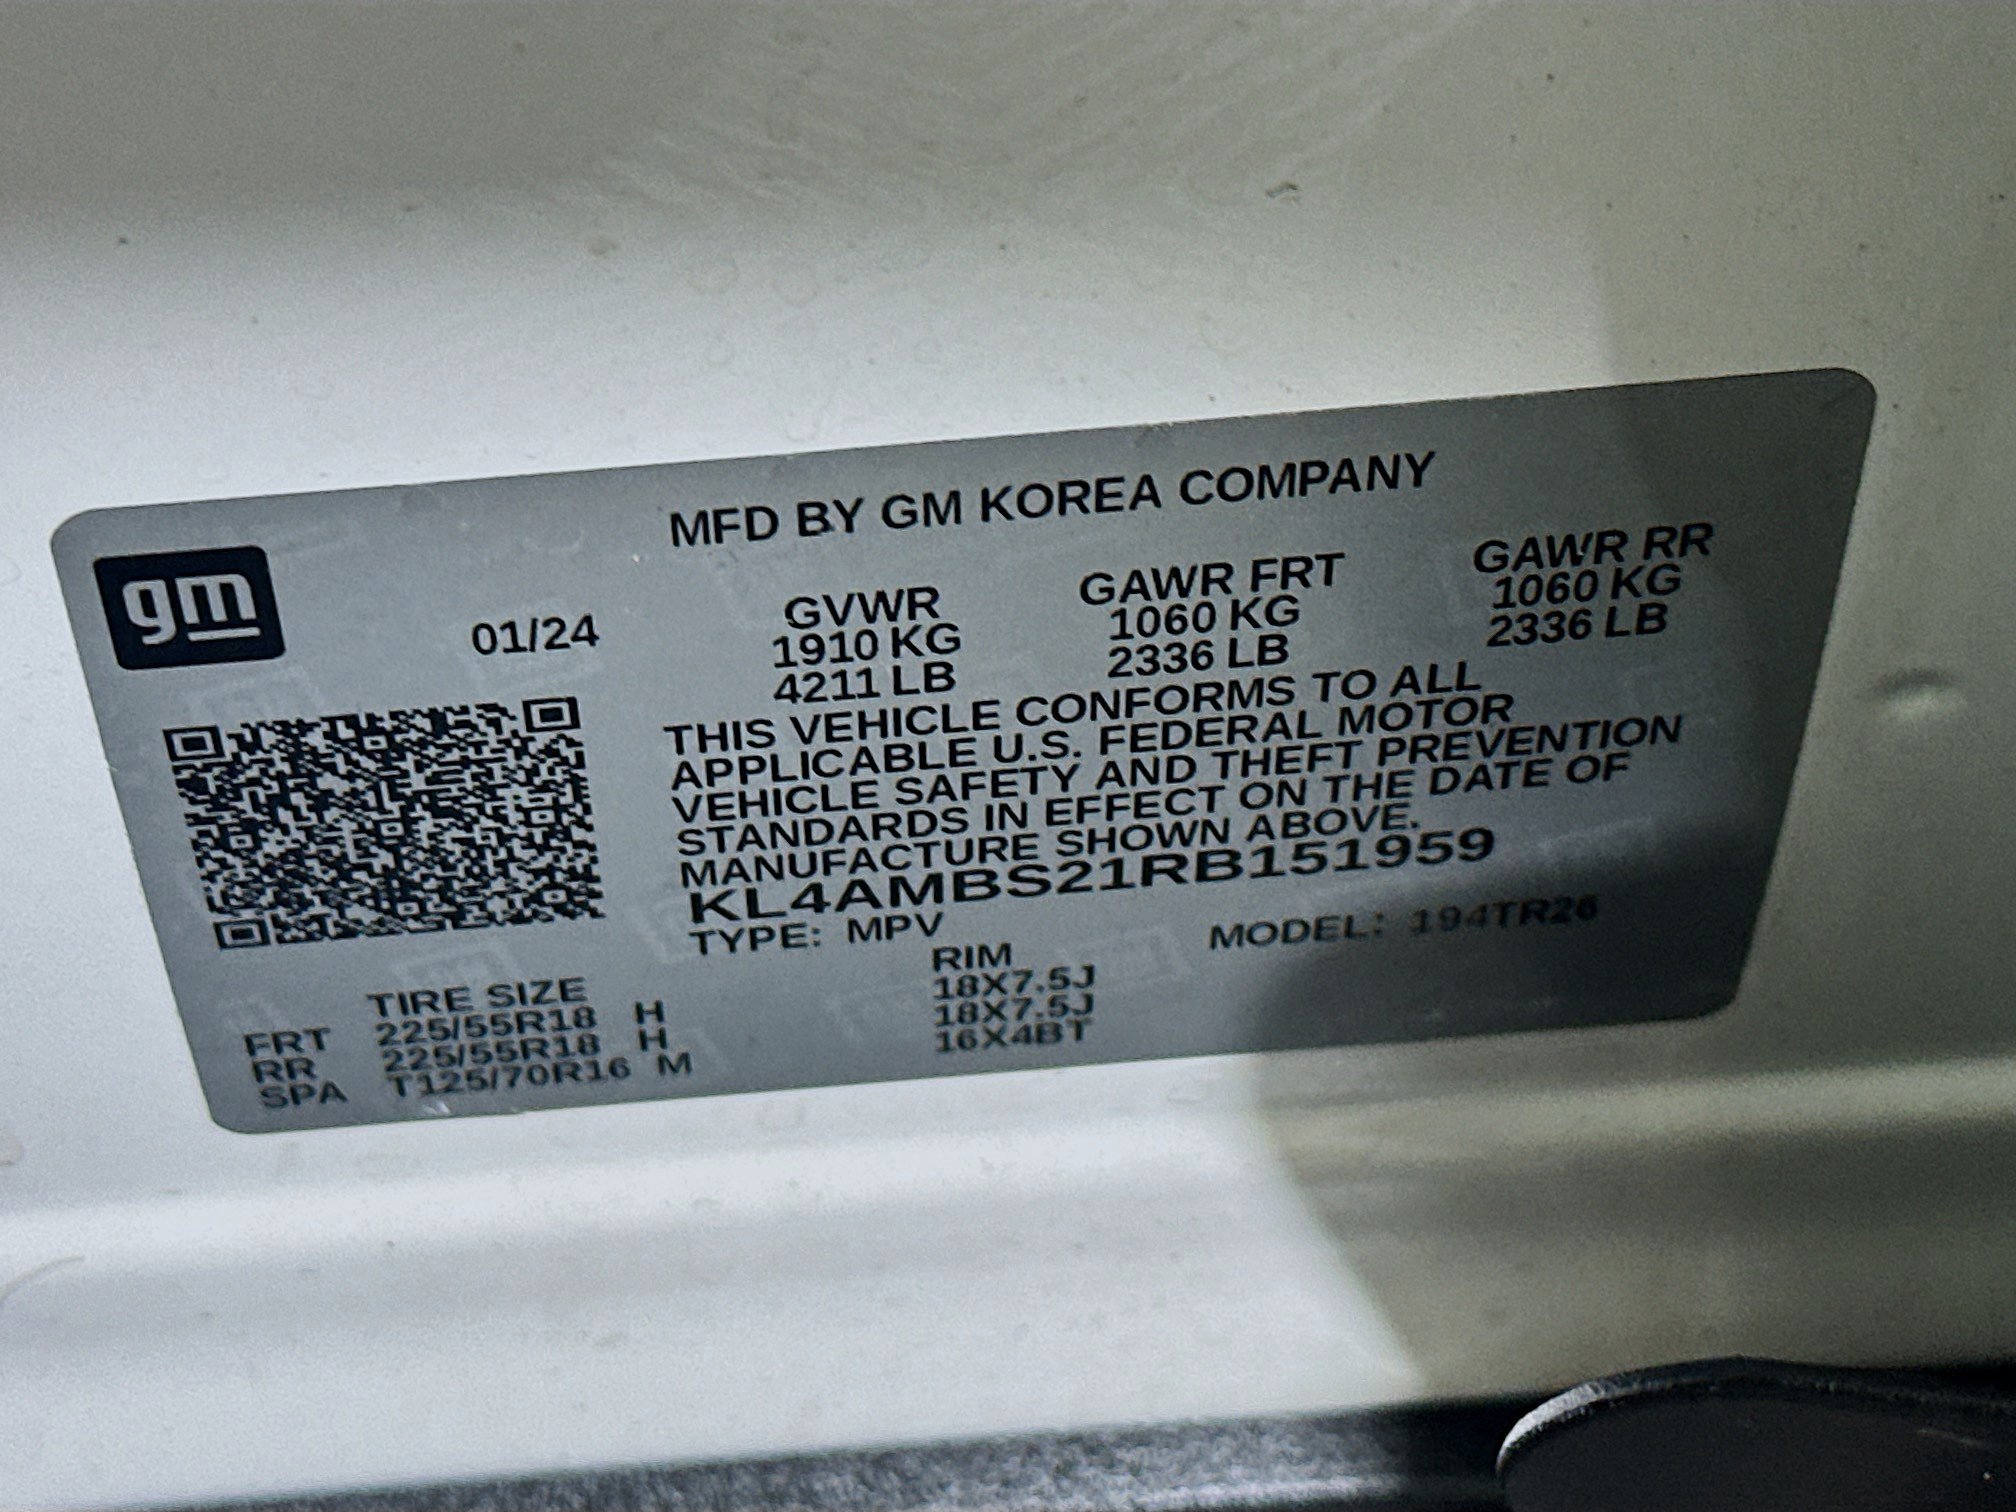 MFD BY GM KOREA COMPANY
gm
01/24
GVWR GAWR FRT GAWR RR
1910 KG 1060 KG 1060 KG
4211 LB 2336 LB 2336 LB
THIS VEHICLE CONFORMS TO ALL
APPLICABLE U.S. FEDERAL MOTOR
VEHICLE SAFETY AND THEFT PREVENTION
STANDARDS IN EFFECT ON THE DATE OF
MANUFACTURE SHOWN ABOVE.
KL4AMBS21RB151959
TYPE: MPV MODEL: 194TR26
TIRE SIZE RIM
FRT 225/55R18 H 18X7.5J
RR 225/55R18 H 18X7.5J
SPA T125/70R16 M 16X4BT